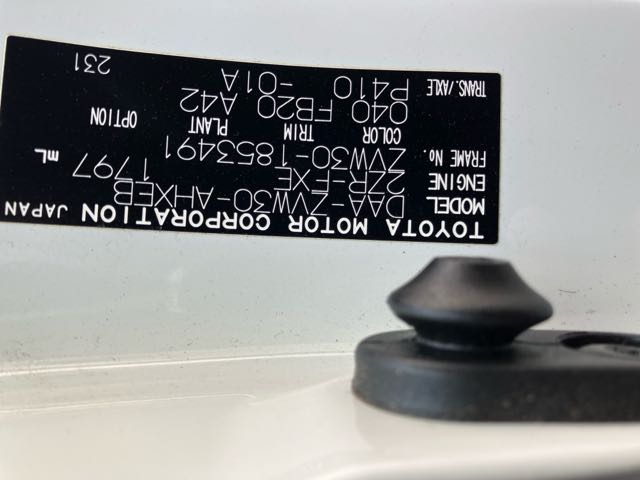 TOYOTA MOTOR CORPORATION JAPAN
MODEL DAA-ZVW30-AHXEB
ENGINE 2ZR-FXE 1797 mL
FRAME No. ZVW30-1853491
COLOR TRIM PLANT OPTION
040 FB20 A42
TRANS./AXLE P410 -01A 231